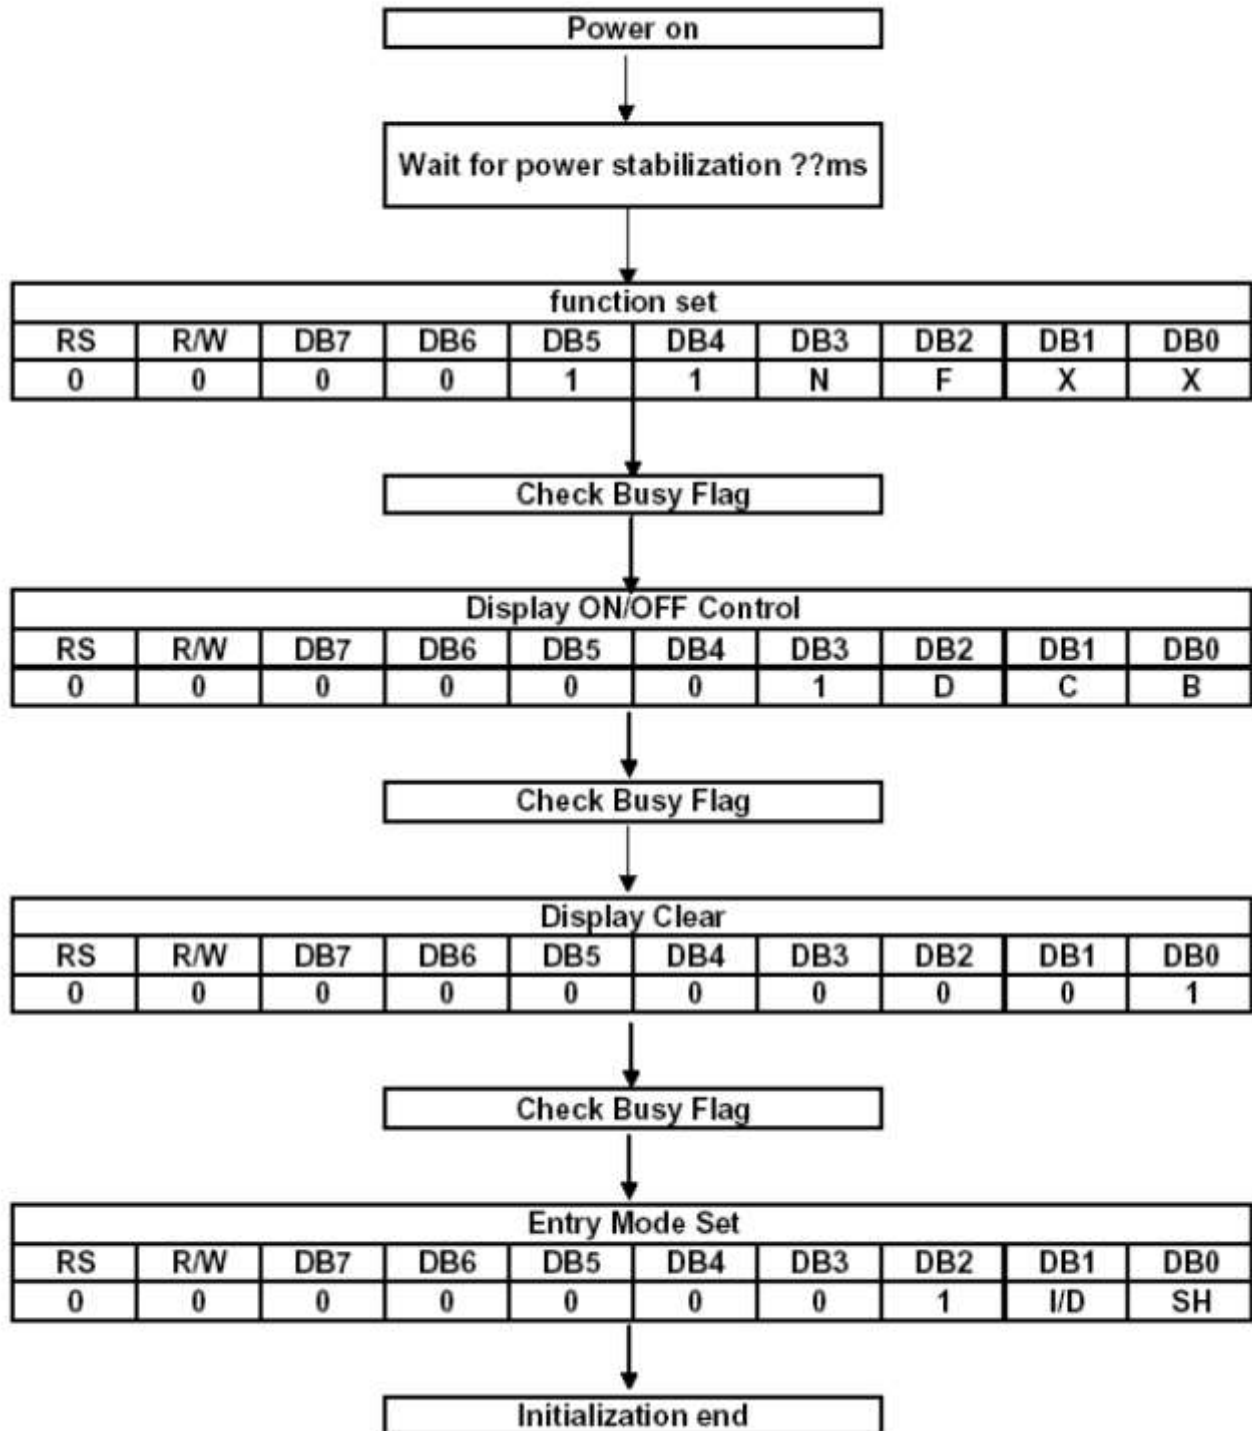 Power on
Wait for power stabilization ??ms
function set
RS R/W DB7 DB6 DB5 DB4 DB3 DB2 DB1 DB0
0 0 0 0 1 1 N F X X
Check Busy Flag
Display ON/OFF Control
RS R/W DB7 DB6 DB5 DB4 DB3 DB2 DB1 DB0
0 0 0 0 0 0 1 D C B
Check Busy Flag
Display Clear
RS R/W DB7 DB6 DB5 DB4 DB3 DB2 DB1 DB0
0 0 0 0 0 0 0 0 0 1
Check Busy Flag
Entry Mode Set
RS R/W DB7 DB6 DB5 DB4 DB3 DB2 DB1 DB0
0 0 0 0 0 0 0 1 I/D SH
Initialization end